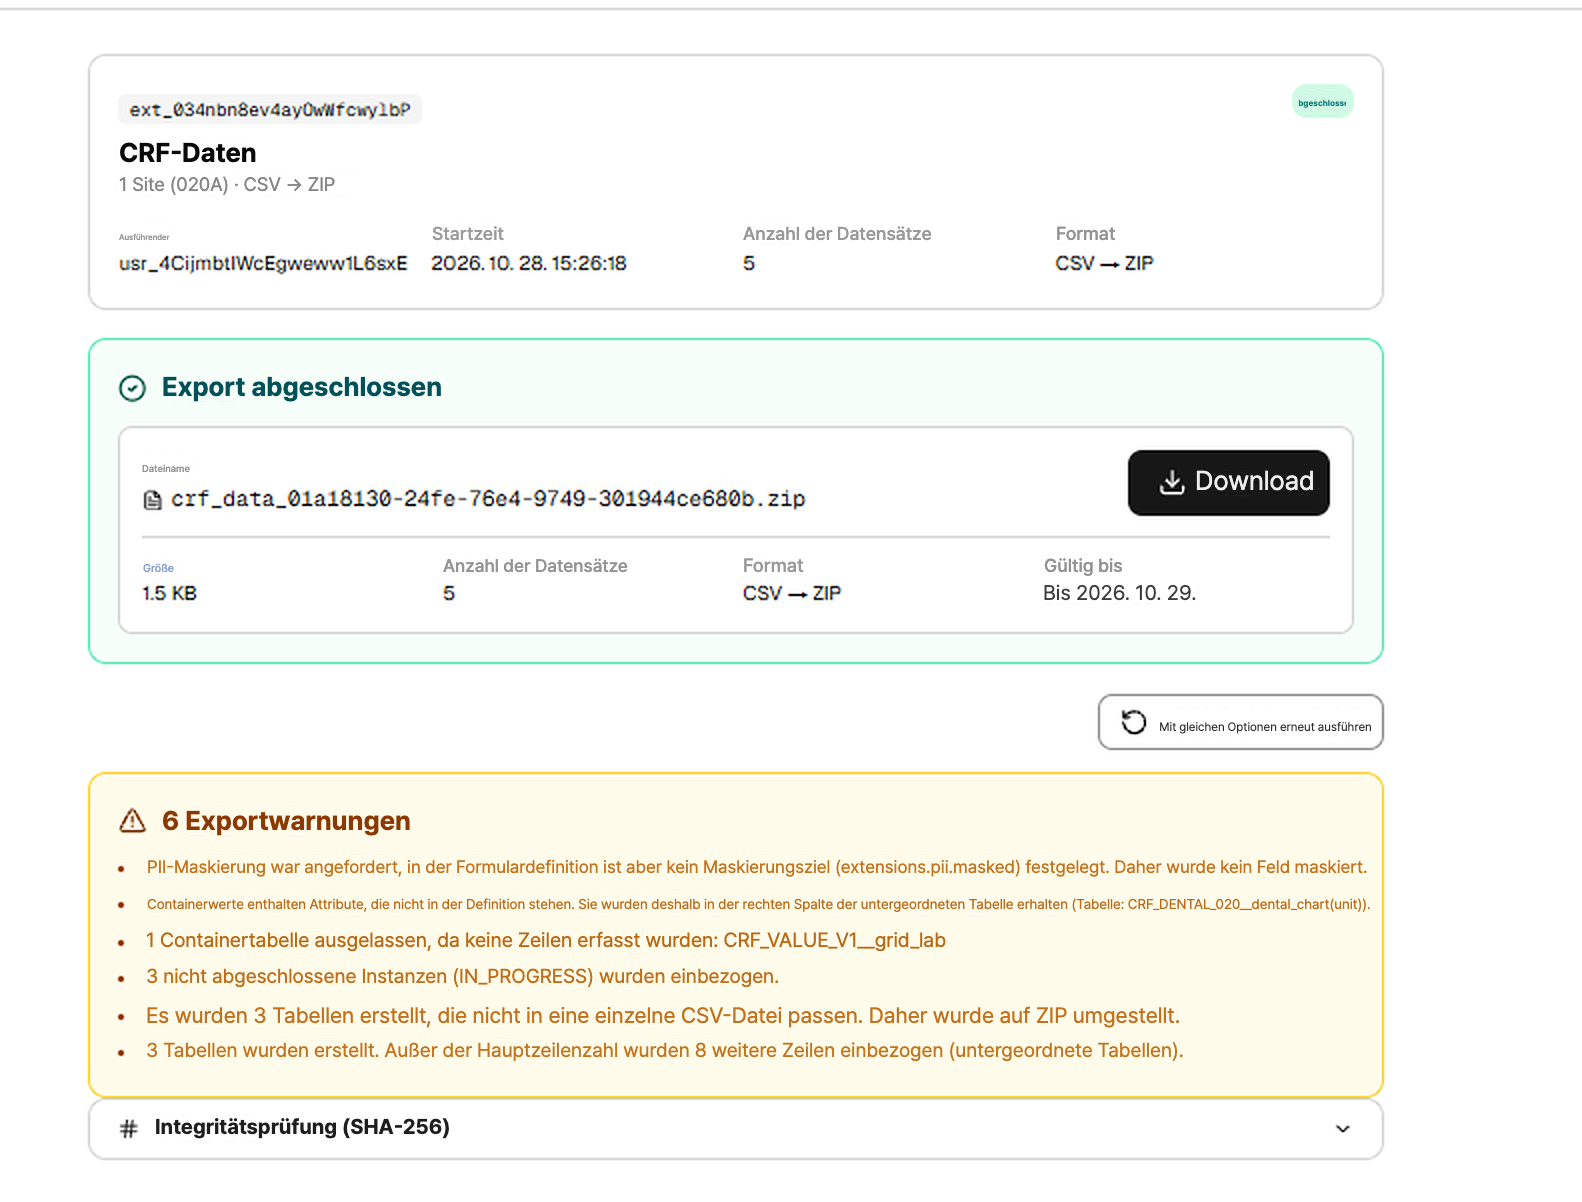 ext_034nbn8ev4ayOwWfcwylbP
bgeschlosse
CRF-Daten
1 Site (020A) · CSV → ZIP
Ausführender
Startzeit
Anzahl der Datensätze
Format
usr_4CijmbtIWcEgweww1L6sxE
2026. 10. 28. 15:26:18
5
CSV → ZIP
Export abgeschlossen
Dateiname
crf_data_01a18130-24fe-76e4-9749-301944ce680b.zip
Download
Größe
Anzahl der Datensätze
Format
Gültig bis
1.5 KB
5
CSV → ZIP
Bis 2026. 10. 29.
Mit gleichen Optionen erneut ausführen
6 Exportwarnungen
• PII-Maskierung war angefordert, in der Formulardefinition ist aber kein Maskierungsziel (extensions.pii.masked) festgelegt. Daher wurde kein Feld maskiert.
• Containerwerte enthalten Attribute, die nicht in der Definition stehen. Sie wurden deshalb in der rechten Spalte der untergeordneten Tabelle erhalten (Tabelle: CRF_DENTAL_020__dental_chart(unit)).
• 1 Containertabelle ausgelassen, da keine Zeilen erfasst wurden: CRF_VALUE_V1__grid_lab
• 3 nicht abgeschlossene Instanzen (IN_PROGRESS) wurden einbezogen.
• Es wurden 3 Tabellen erstellt, die nicht in eine einzelne CSV-Datei passen. Daher wurde auf ZIP umgestellt.
• 3 Tabellen wurden erstellt. Außer der Hauptzeilenzahl wurden 8 weitere Zeilen einbezogen (untergeordnete Tabellen).
# Integritätsprüfung (SHA-256)